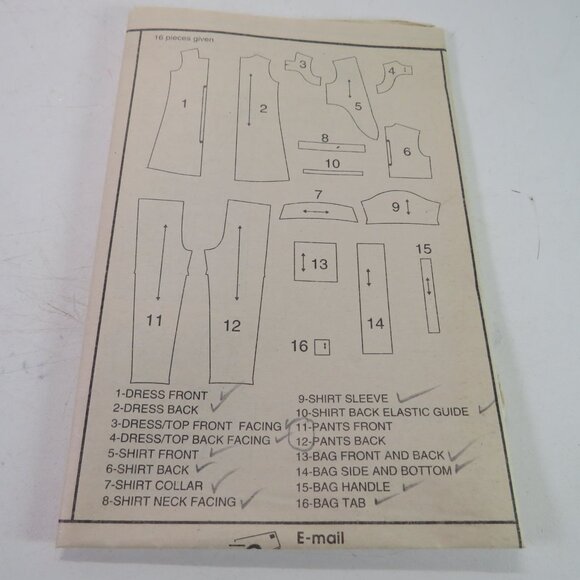 16 pieces given
1
2
3
4
5
6
7
8
9
10
11
12
13
14
15
16
1-DRESS FRONT
2-DRESS BACK
3-DRESS/TOP FRONT FACING
4-DRESS/TOP BACK FACING
5-SHIRT FRONT
6-SHIRT BACK
7-SHIRT COLLAR
8-SHIRT NECK FACING
9-SHIRT SLEEVE
10-SHIRT BACK ELASTIC GUIDE
11-PANTS FRONT
12-PANTS BACK
13-BAG FRONT AND BACK
14-BAG SIDE AND BOTTOM
15-BAG HANDLE
16-BAG TAB
E-mail